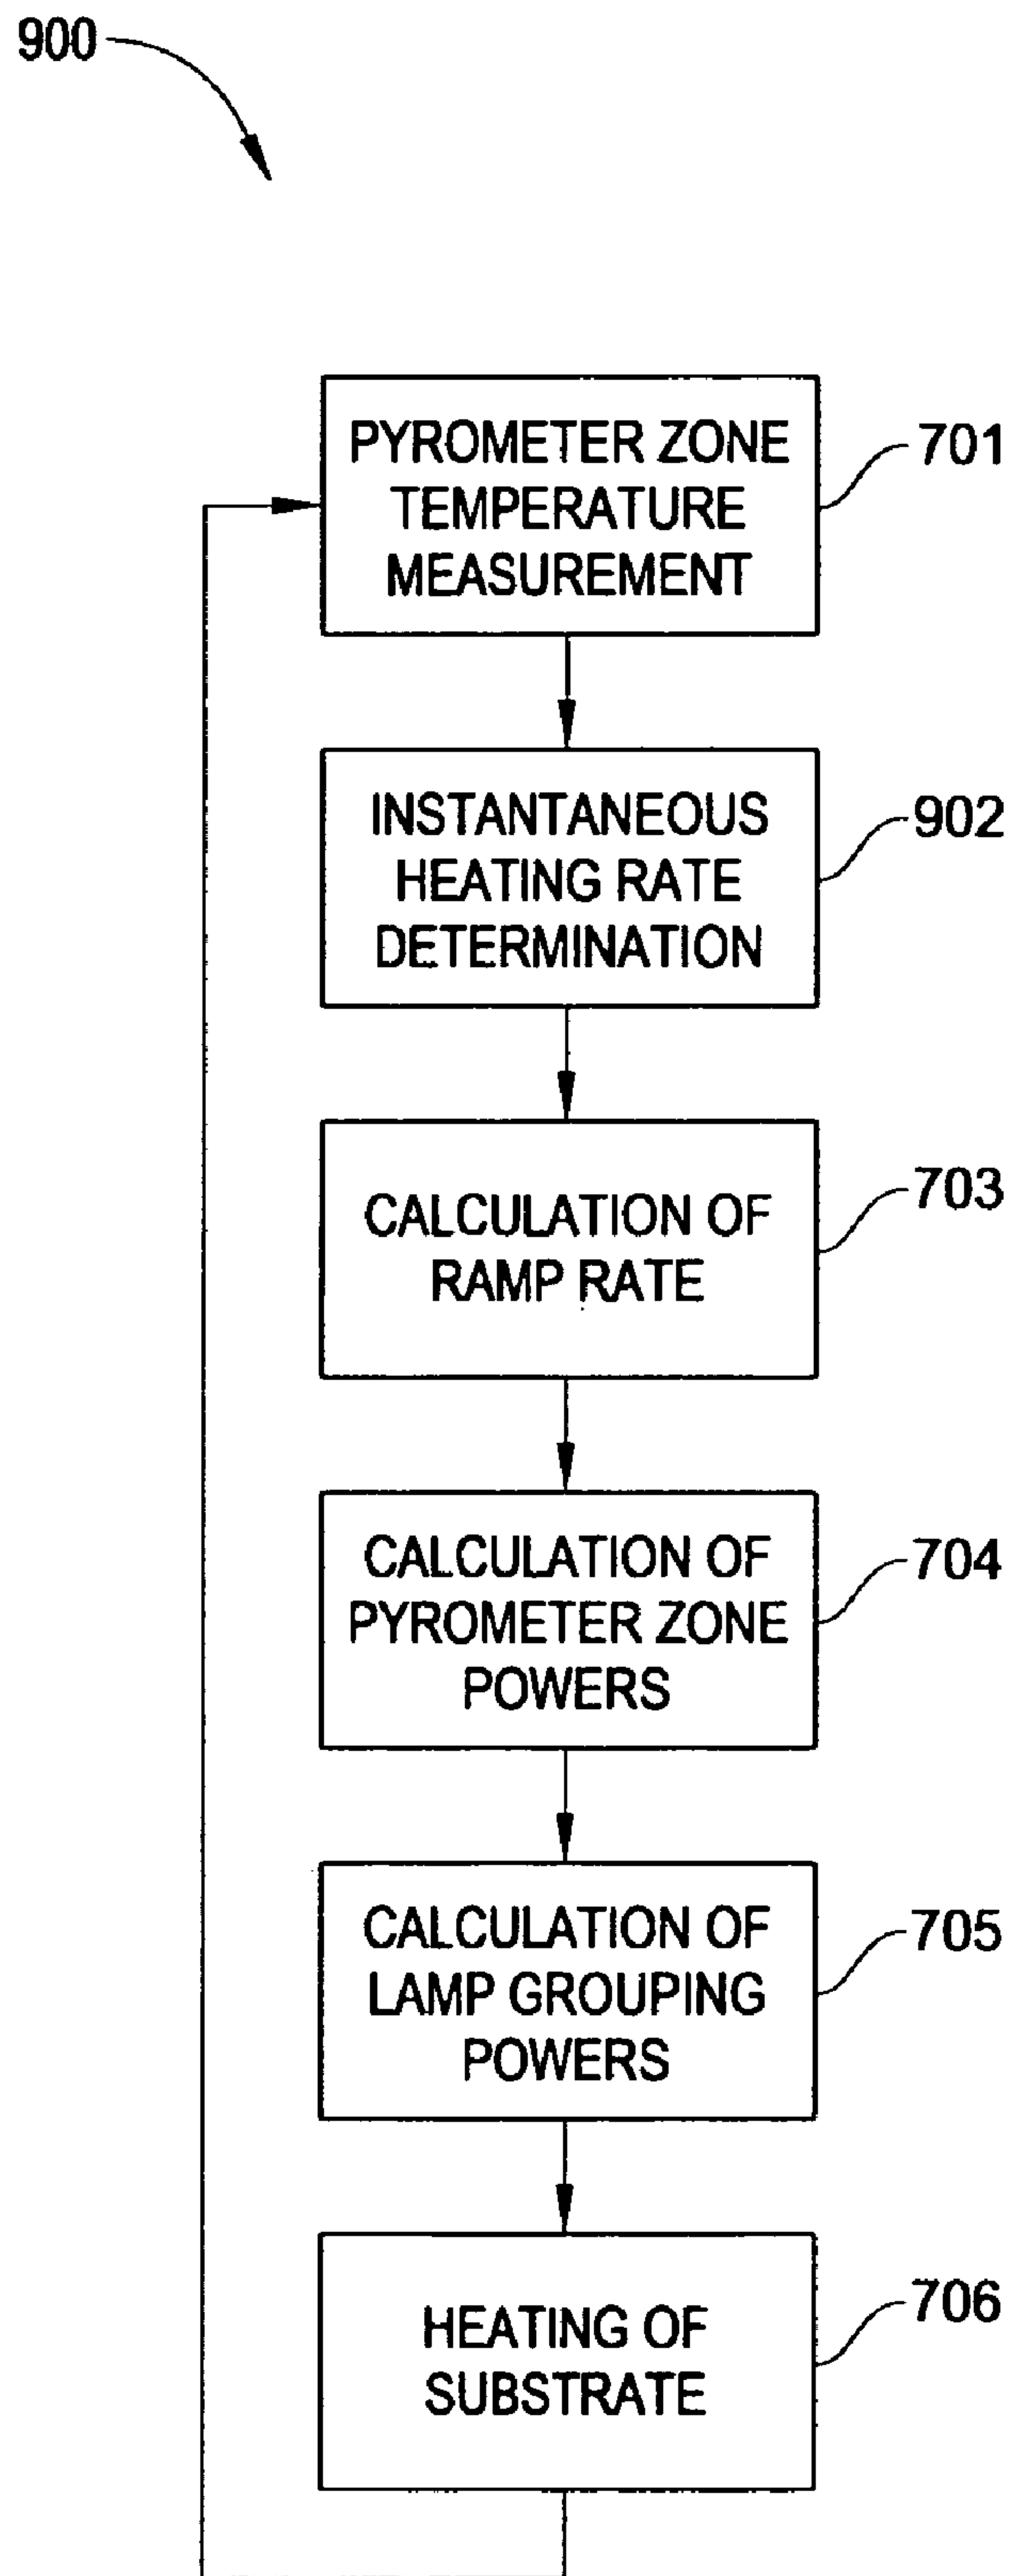 900
PYROMETER ZONE
TEMPERATURE
MEASUREMENT
701
INSTANTANEOUS
HEATING RATE
DETERMINATION
902
CALCULATION OF
RAMP RATE
703
CALCULATION OF
PYROMETER ZONE
POWERS
704
CALCULATION OF
LAMP GROUPING
POWERS
705
HEATING OF
SUBSTRATE
706